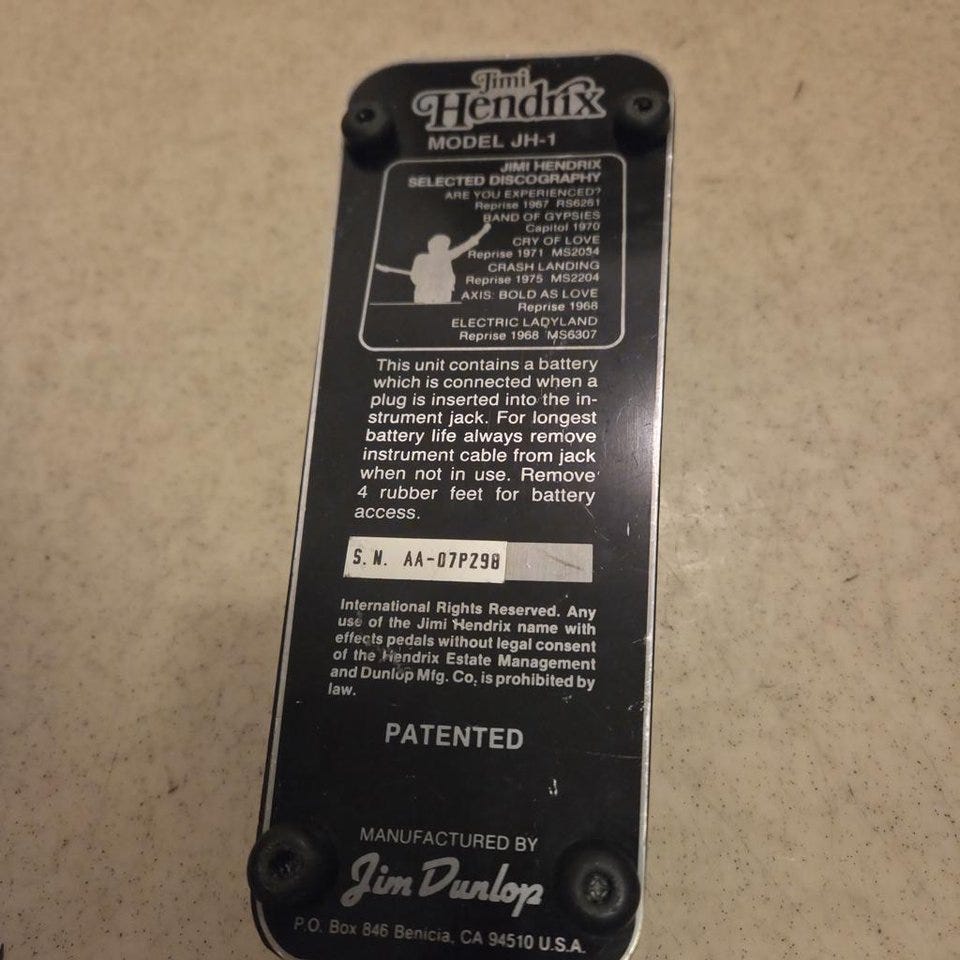 Jimi
Hendrix
MODEL JH-1
JIMI HENDRIX
SELECTED DISCOGRAPHY
ARE YOU EXPERIENCED?
Reprise 1967 RS6261
BAND OF GYPSIES
Capitol 1970
CRY OF LOVE
Reprise 1971 MS2034
CRASH LANDING
Reprise 1975 MS2204
AXIS: BOLD AS LOVE
Reprise 1968
ELECTRIC LADYLAND
Reprise 1968 MS6307
This unit contains a battery
which is connected when a
plug is inserted into the in-
strument jack. For longest
battery life always remove
instrument cable from jack
when not in use. Remove
4 rubber feet for battery
access.
S.N. AA-07P298
International Rights Reserved. Any
use of the Jimi Hendrix name with
effects pedals without legal consent
of the Hendrix Estate Management
and Dunlop Mfg. Co. is prohibited by
law.
PATENTED
MANUFACTURED BY
Jim Dunlop
P.O. Box 846 Benicia, CA 94510 U.S.A.